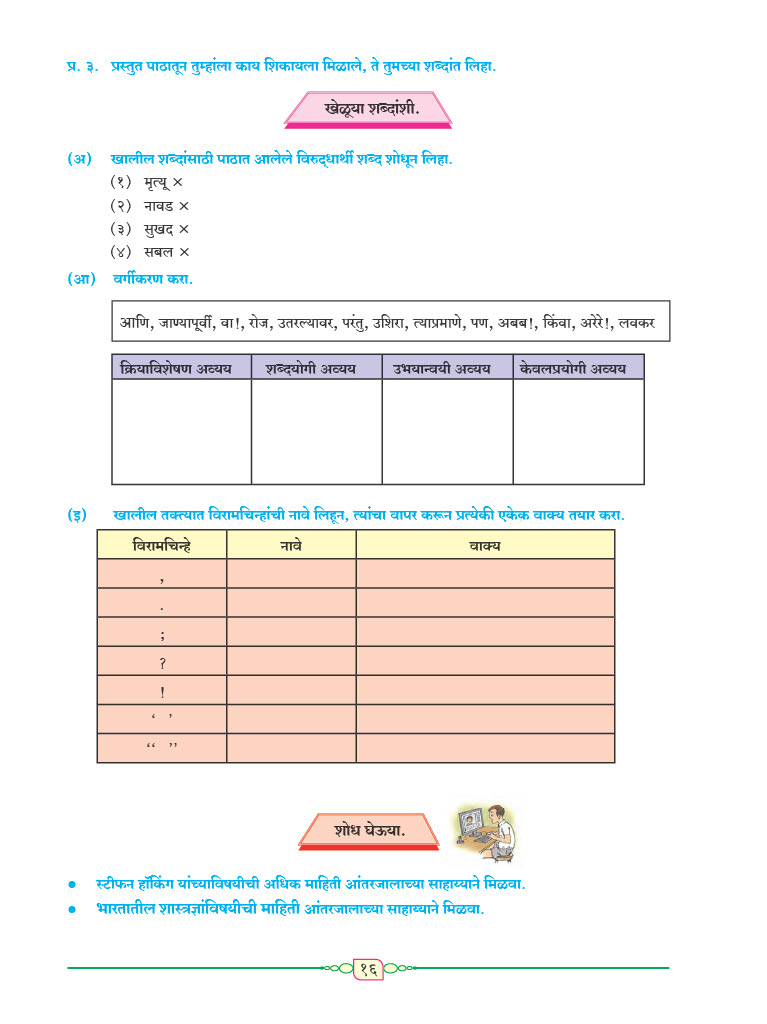 प्र. ३. प्रस्तुत पाठातून तुम्हांला काय शिकायला मिळाले, ते तुमच्या शब्दांत लिहा.
खेळूया शब्दांशी.
(अ) खालील शब्दांसाठी पाठात आलेले विरुद्धार्थी शब्द शोधून लिहा.
(१) मृत्यू ×
(२) नावड ×
(३) सुखद ×
(४) सबल ×
(आ) वर्गीकरण करा.
आणि, जाण्यापूर्वी, वा!, रोज, उतरल्यावर, परंतु, उशिरा, त्याप्रमाणे, पण, अबब!, किंवा, अरेरे!, लवकर
क्रियाविशेषण अव्यय शब्दयोगी अव्यय उभयान्वयी अव्यय केवलप्रयोगी अव्यय
(इ) खालील तक्त्यात विरामचिन्हांची नावे लिहून, त्यांचा वापर करून प्रत्येकी एकेक वाक्य तयार करा.
विरामचिन्हे नावे वाक्य
,
.
;
?
!
‘ ’
“ ”
शोध घेऊया.
• स्टीफन हॉकिंग यांच्याविषयीची अधिक माहिती आंतरजालाच्या साहाय्याने मिळवा.
• भारतातील शास्त्रज्ञांविषयीची माहिती आंतरजालाच्या साहाय्याने मिळवा.
१६